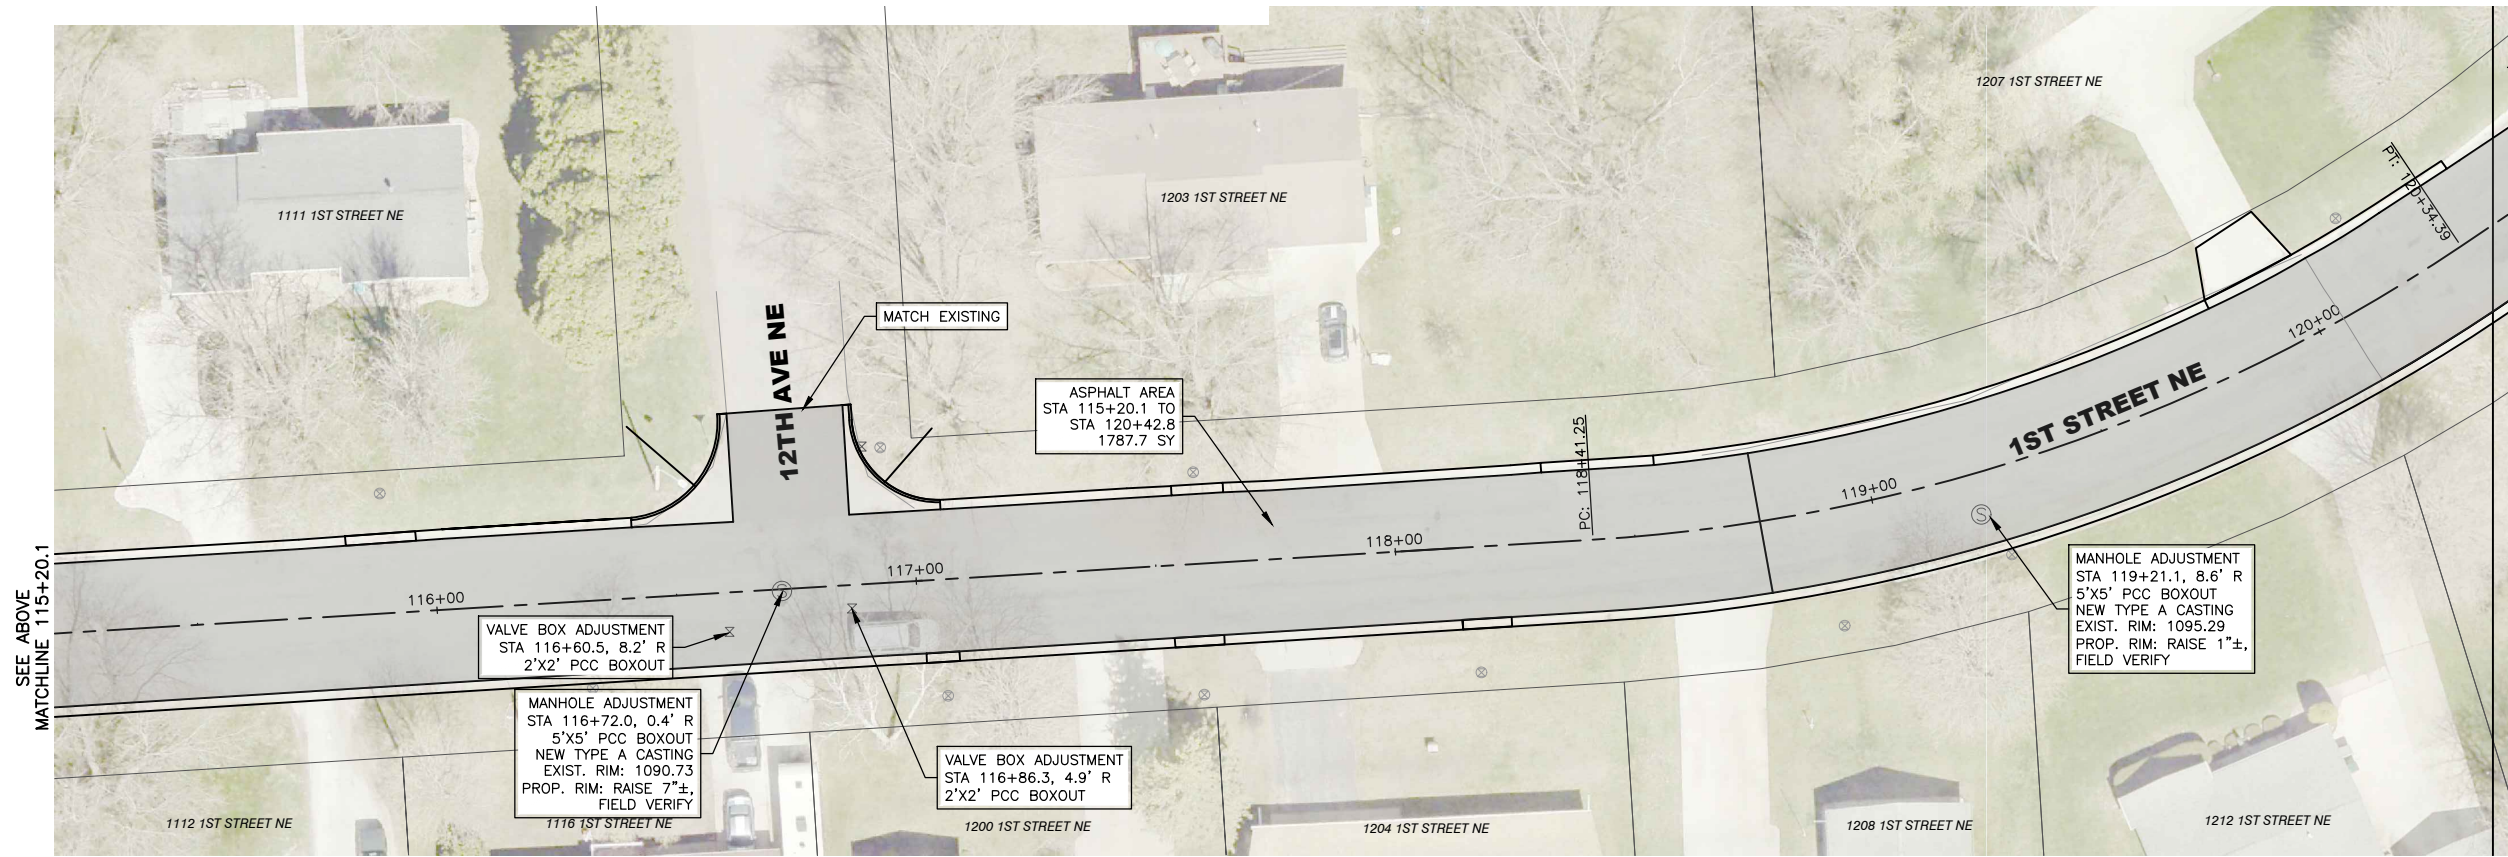 1207 1ST STREET NE
PT: 120+34.39
1203 1ST STREET NE
1111 1ST STREET NE
12TH AVE NE
MATCH EXISTING
120+00
ASPHALT AREA
STA 115+20.1 TO
STA 120+42.8
1787.7 SY
1ST STREET NE
PC: 118+41.25
119+00
S
118+00
SEE ABOVE
MATCHLINE 115+20.1
117+00
116+00
S
MANHOLE ADJUSTMENT
STA 119+21.1, 8.6' R
5'X5' PCC BOXOUT
NEW TYPE A CASTING
EXIST. RIM: 1095.29
PROP. RIM: RAISE 1"±,
FIELD VERIFY
VALVE BOX ADJUSTMENT
STA 116+60.5, 8.2' R
2'X2' PCC BOXOUT
MANHOLE ADJUSTMENT
STA 116+72.0, 0.4' R
5'X5' PCC BOXOUT
NEW TYPE A CASTING
EXIST. RIM: 1090.73
PROP. RIM: RAISE 7"±,
FIELD VERIFY
VALVE BOX ADJUSTMENT
STA 116+86.3, 4.9' R
2'X2' PCC BOXOUT
1112 1ST STREET NE
1116 1ST STREET NE
1200 1ST STREET NE
1204 1ST STREET NE
1208 1ST STREET NE
1212 1ST STREET NE